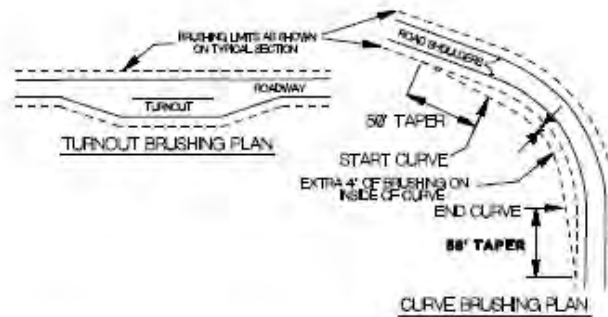 BRUSHING LIMITS AS SHOWN
ON TYPICAL SECTION
ROADWAY
TURNOUT
TURNOUT BRUSHING PLAN
ROAD SHOULDERS
50' TAPER
START CURVE
EXTRA 4' OF BRUSHING ON
INSIDE OF CURVE
END CURVE
50' TAPER
CURVE BRUSHING PLAN